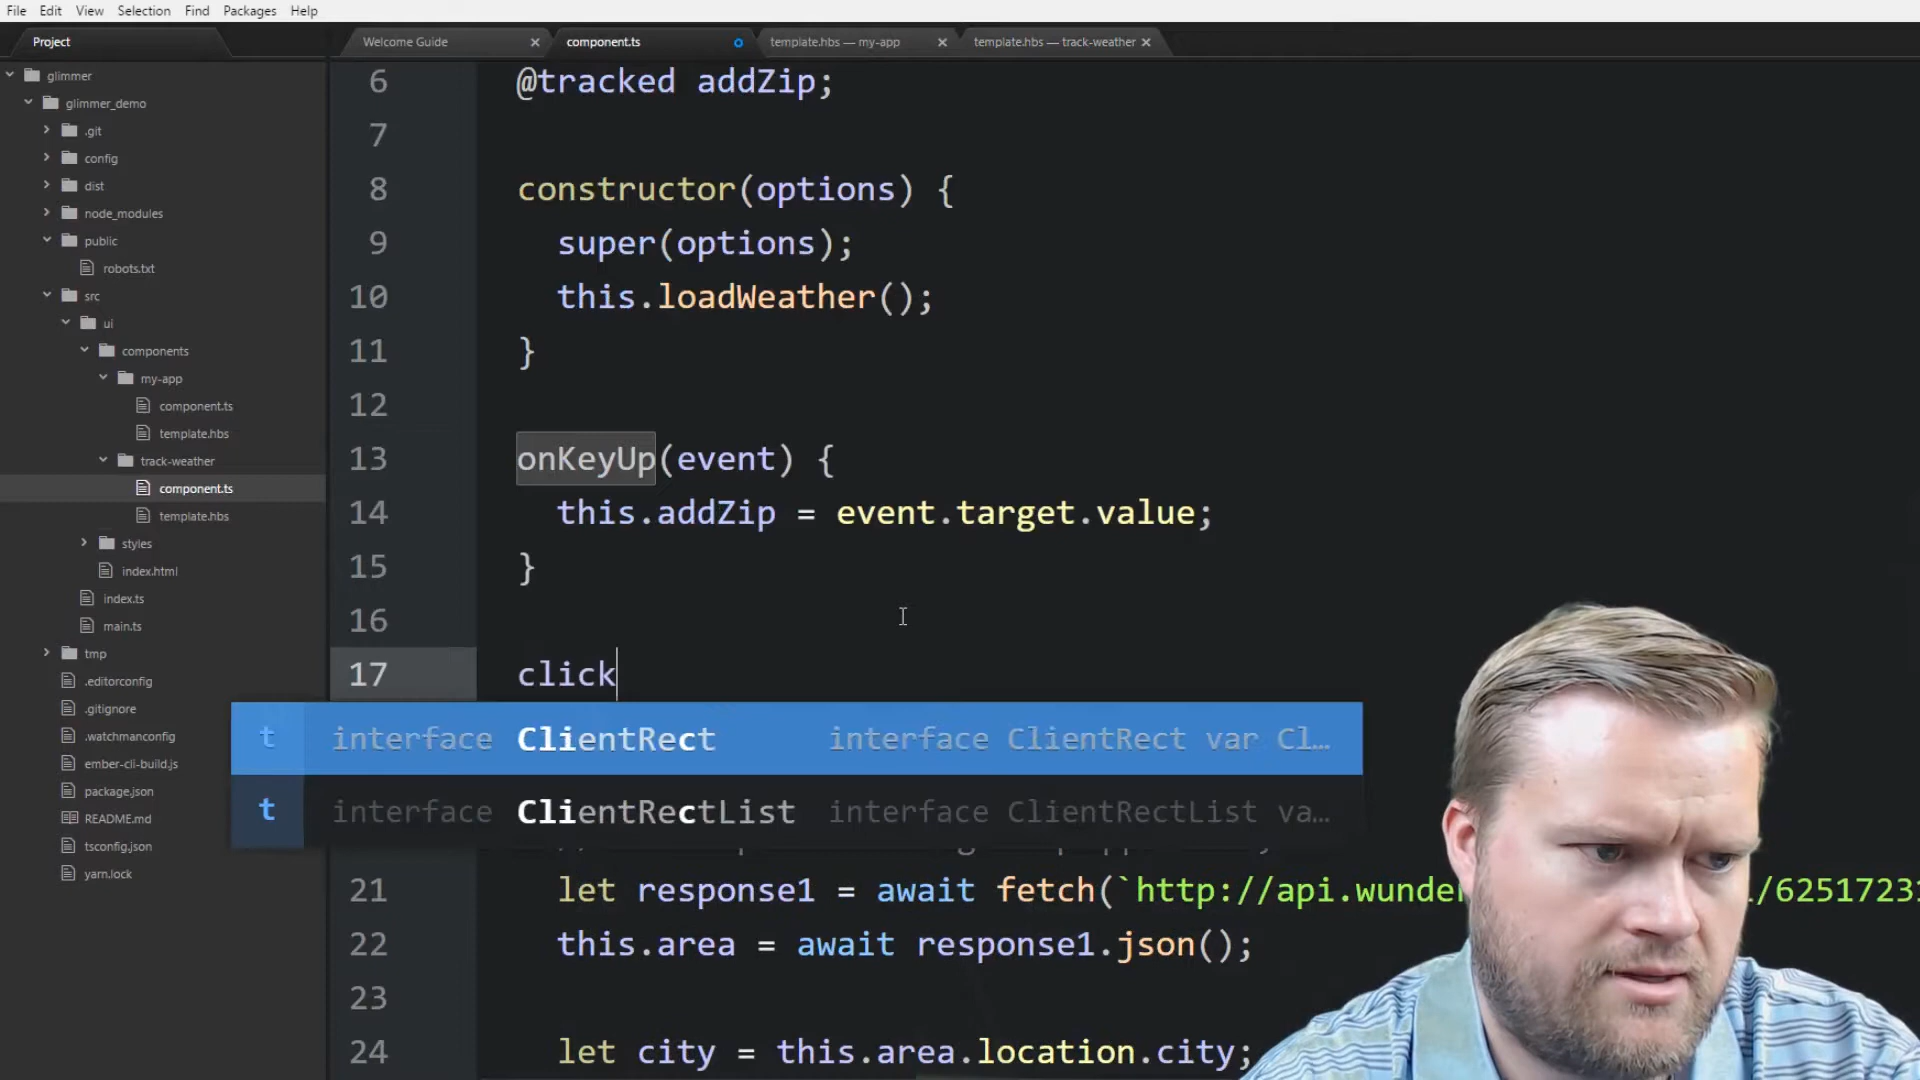 File Edit View Selection Find Packages Help
Project
Welcome Guide
component.ts
template.hbs — my-app
template.hbs — track-weather
glimmer
glimmer_demo
.git
config
dist
node_modules
public
robots.txt
src
ui
components
my-app
component.ts
template.hbs
track-weather
component.ts
template.hbs
styles
index.html
index.ts
main.ts
tmp
.editorconfig
.gitignore
.watchmanconfig
ember-cli-build.js
package.json
README.md
tsconfig.json
yarn.lock
6 @tracked addZip;
7
8 constructor(options) {
9 super(options);
10 this.loadWeather();
11 }
12
13 onKeyUp(event) {
14 this.addZip = event.target.value;
15 }
16
17 click
t interface ClientRect interface ClientRect var Cl…
t interface ClientRectList interface ClientRectList va…
21 let response1 = await fetch(`http://api.wunder /6251723
22 this.area = await response1.json();
23
24 let city = this.area.location.city;